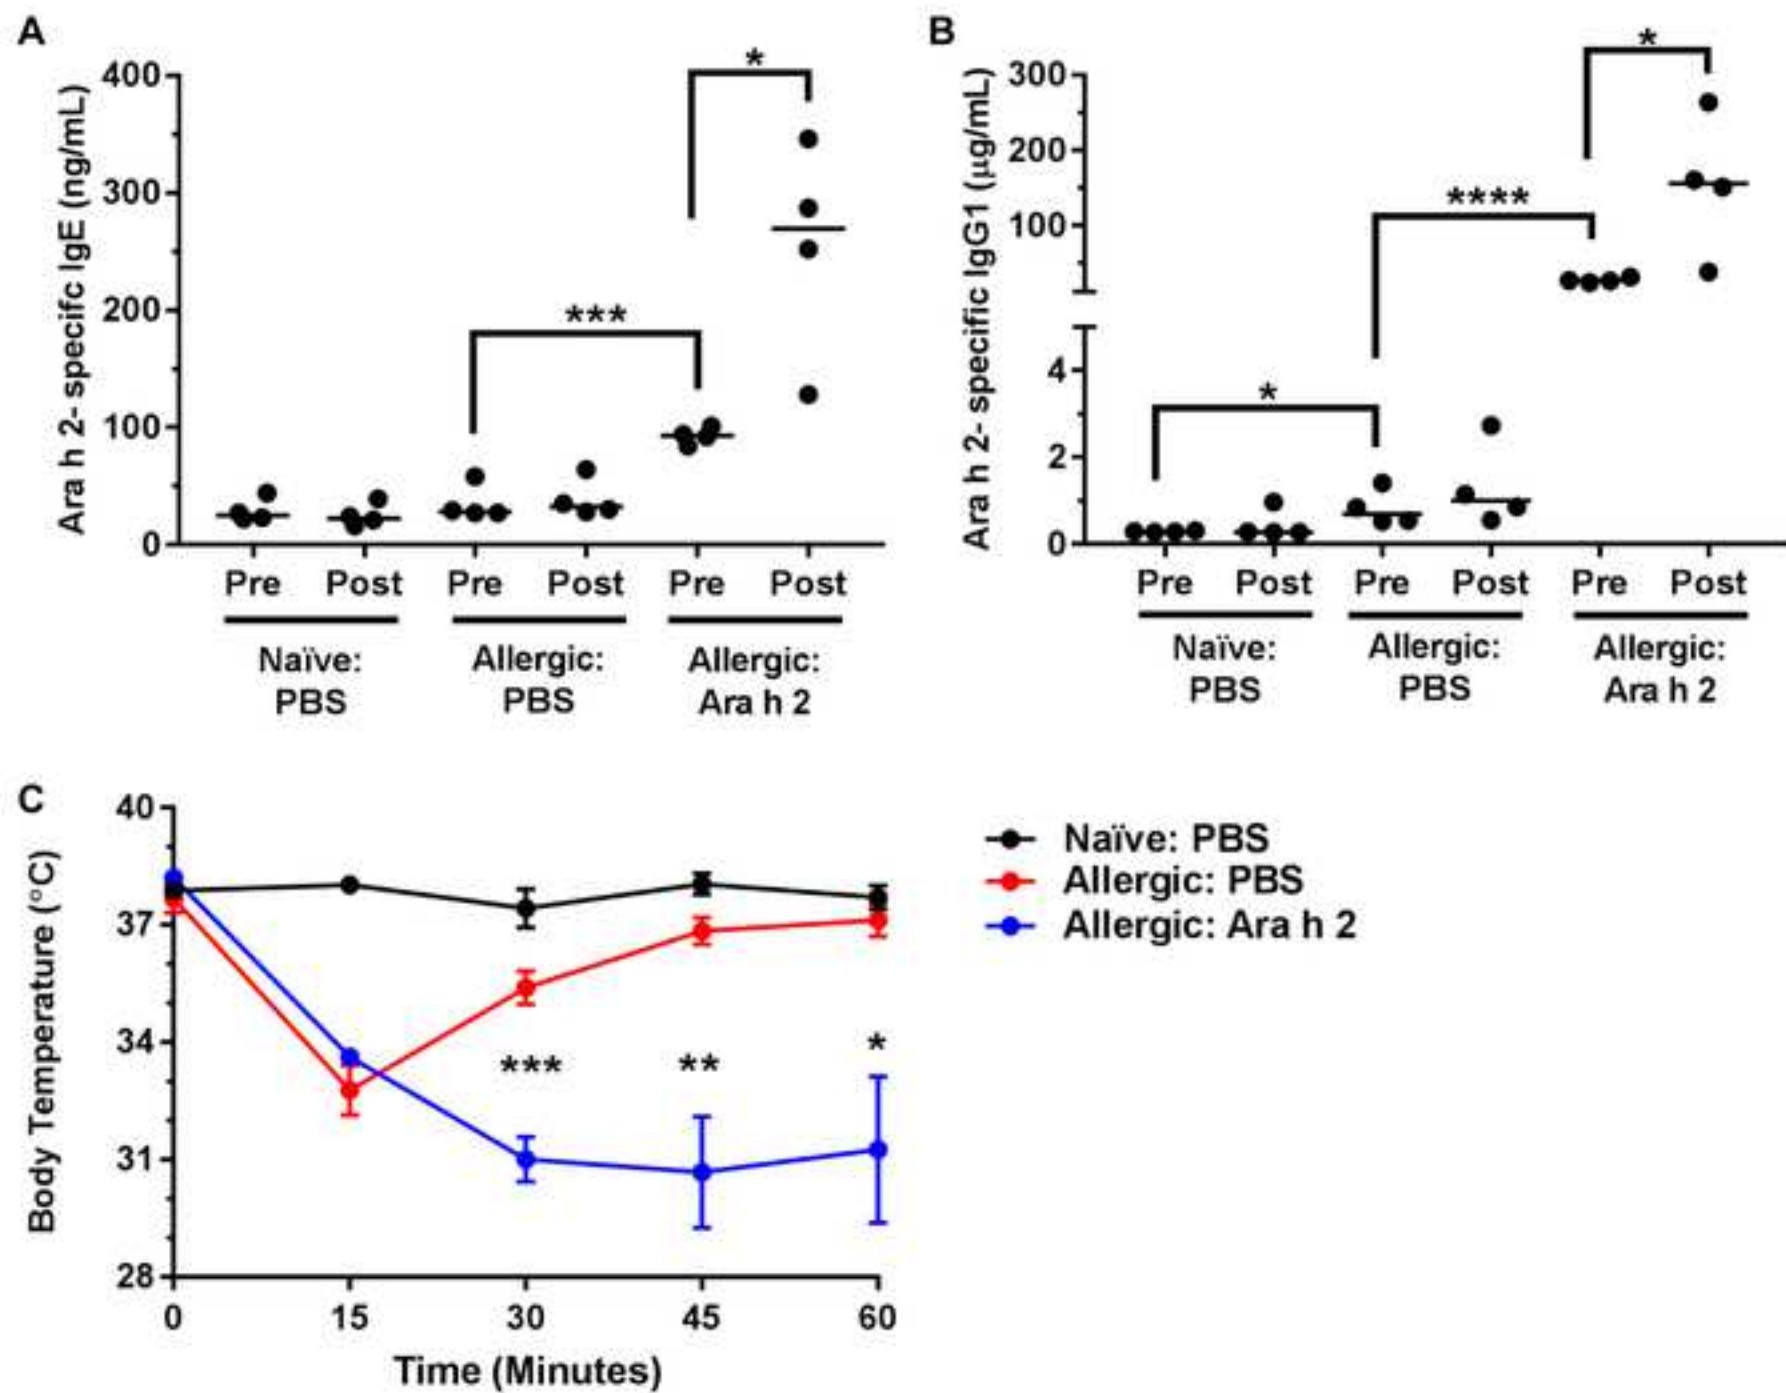 A
Ara h 2- specifc IgE (ng/mL)
400
300
200
100
0
*
***
Pre Post Pre Post Pre Post
Naïve: Allergic: Allergic:
PBS PBS Ara h 2
B
Ara h 2- specific IgG1 (µg/mL)
300
200
100
4
2
0
*
****
*
Pre Post Pre Post Pre Post
Naïve: Allergic: Allergic:
PBS PBS Ara h 2
C
Body Temperature (°C)
40
37
34
31
28
*** ** *
0 15 30 45 60
Time (Minutes)
Naïve: PBS
Allergic: PBS
Allergic: Ara h 2